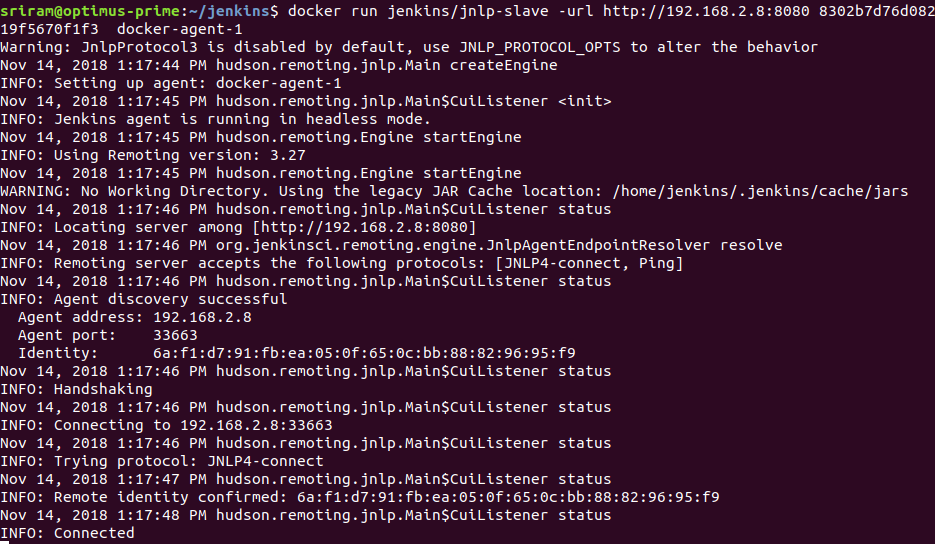 sriram@optimus-prime:~/jenkins$ docker run jenkins/jnlp-slave -url http://192.168.2.8:8080 8302b7d76d082
19f5670f1f3  docker-agent-1
Warning: JnlpProtocol3 is disabled by default, use JNLP_PROTOCOL_OPTS to alter the behavior
Nov 14, 2018 1:17:44 PM hudson.remoting.jnlp.Main createEngine
INFO: Setting up agent: docker-agent-1
Nov 14, 2018 1:17:45 PM hudson.remoting.jnlp.Main$CuiListener <init>
INFO: Jenkins agent is running in headless mode.
Nov 14, 2018 1:17:45 PM hudson.remoting.Engine startEngine
INFO: Using Remoting version: 3.27
Nov 14, 2018 1:17:45 PM hudson.remoting.Engine startEngine
WARNING: No Working Directory. Using the legacy JAR Cache location: /home/jenkins/.jenkins/cache/jars
Nov 14, 2018 1:17:46 PM hudson.remoting.jnlp.Main$CuiListener status
INFO: Locating server among [http://192.168.2.8:8080]
Nov 14, 2018 1:17:46 PM org.jenkinsci.remoting.engine.JnlpAgentEndpointResolver resolve
INFO: Remoting server accepts the following protocols: [JNLP4-connect, Ping]
Nov 14, 2018 1:17:46 PM hudson.remoting.jnlp.Main$CuiListener status
INFO: Agent discovery successful
  Agent address: 192.168.2.8
  Agent port:    33663
  Identity:      6a:f1:d7:91:fb:ea:05:0f:65:0c:bb:88:82:96:95:f9
Nov 14, 2018 1:17:46 PM hudson.remoting.jnlp.Main$CuiListener status
INFO: Handshaking
Nov 14, 2018 1:17:46 PM hudson.remoting.jnlp.Main$CuiListener status
INFO: Connecting to 192.168.2.8:33663
Nov 14, 2018 1:17:46 PM hudson.remoting.jnlp.Main$CuiListener status
INFO: Trying protocol: JNLP4-connect
Nov 14, 2018 1:17:47 PM hudson.remoting.jnlp.Main$CuiListener status
INFO: Remote identity confirmed: 6a:f1:d7:91:fb:ea:05:0f:65:0c:bb:88:82:96:95:f9
Nov 14, 2018 1:17:48 PM hudson.remoting.jnlp.Main$CuiListener status
INFO: Connected